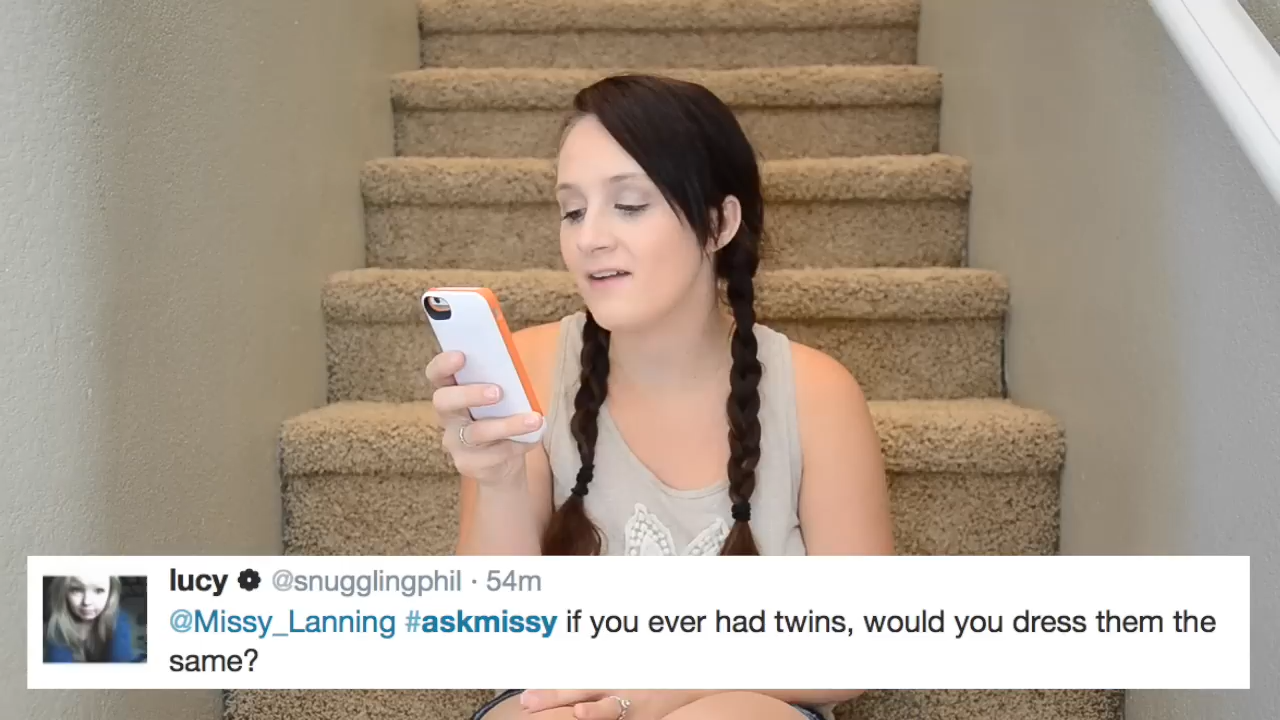 lucy @snugglingphil · 54m
@Missy_Lanning #askmissy if you ever had twins, would you dress them the
same?